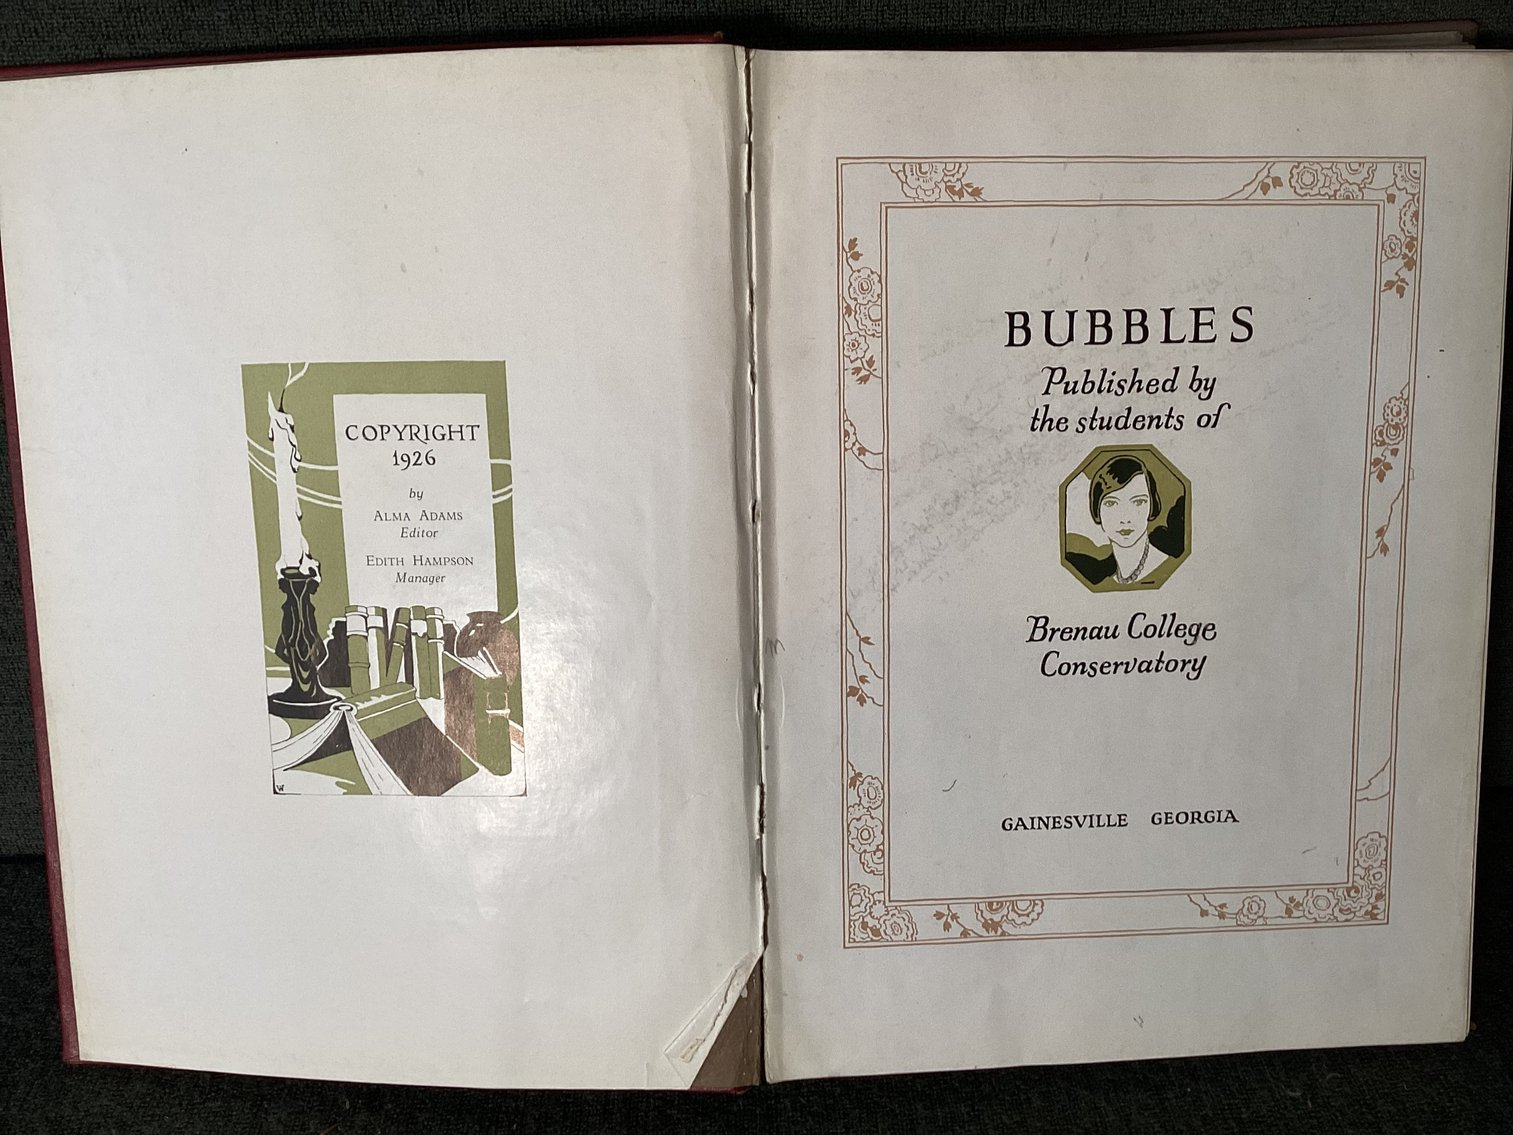 COPYRIGHT
1926
by
ALMA ADAMS
Editor
EDITH HAMPSON
Manager
W
BUBBLES
Published by
the students of
Brenau College
Conservatory
GAINESVILLE GEORGIA